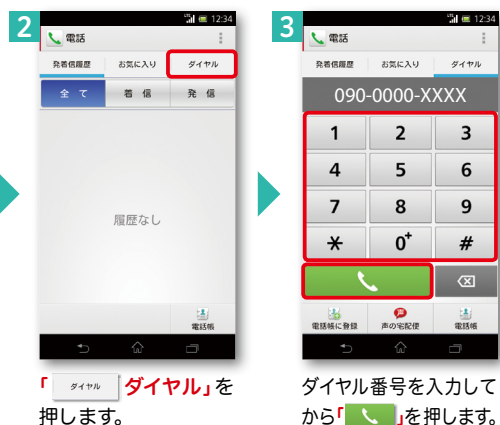 2
12:34
電話
発着信履歴 お気に入り ダイヤル
全て 着信 発信
履歴なし
電話帳
「ダイヤル ダイヤル」を
押します。
3
12:34
電話
発着信履歴 お気に入り ダイヤル
090-0000-XXXX
1 2 3
4 5 6
7 8 9
* 0+ #
電話帳に登録 声の宅配便 電話帳
ダイヤル番号を入力して
から「 」を押します。